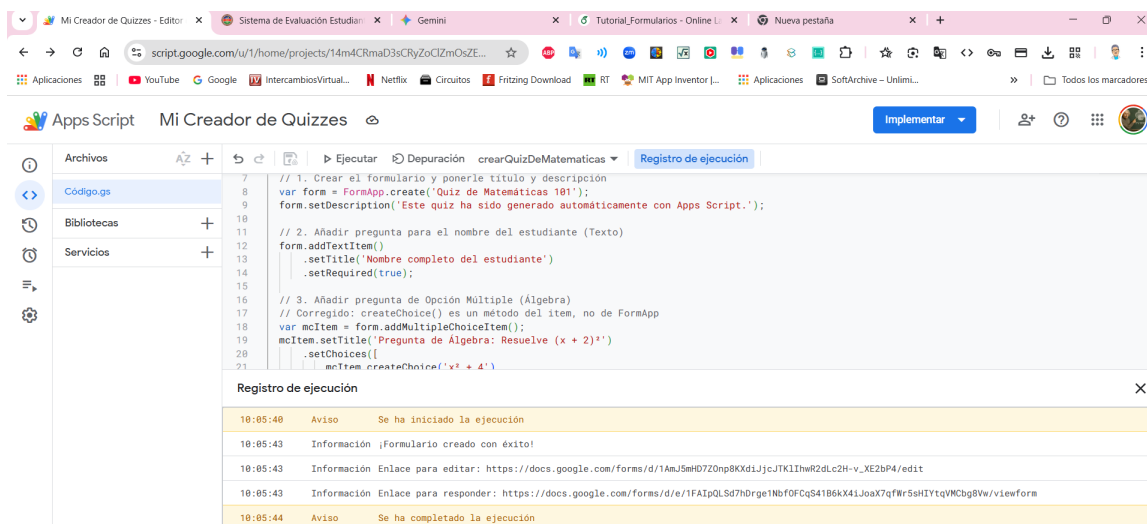 Mi Creador de Quizzes - Editor
Sistema de Evaluación Estudian
Gemini
Tutorial_Formularios - Online La
Nueva pestaña
script.google.com/u/1/home/projects/14m4CRmaD3sCRyZoClZmOsZE...
Aplicaciones
YouTube
Google
IntercambiosVirtual...
Netflix
Circuitos
Fritzing Download
RT
MIT App Inventor |...
Aplicaciones
SoftArchive – Unlimi...
»
Todos los marcadores
Apps Script
Mi Creador de Quizzes
Implementar
Archivos
AZ
Ejecutar
Depuración
crearQuizDeMatematicas
Registro de ejecución
Código.gs
Bibliotecas
Servicios
7 // 1. Crear el formulario y ponerle título y descripción
8 var form = FormApp.create('Quiz de Matemáticas 101');
9 form.setDescription('Este quiz ha sido generado automáticamente con Apps Script.');
10
11 // 2. Añadir pregunta para el nombre del estudiante (Texto)
12 form.addTextItem()
13 .setTitle('Nombre completo del estudiante')
14 .setRequired(true);
15
16 // 3. Añadir pregunta de Opción Múltiple (Álgebra)
17 // Corregido: createChoice() es un método del item, no de FormApp
18 var mcItem = form.addMultipleChoiceItem();
19 mcItem.setTitle('Pregunta de Álgebra: Resuelve (x + 2)²')
20 .setChoices([
21 mcItem.createChoice('x² + 4')
Registro de ejecución
10:05:40 Aviso Se ha iniciado la ejecución
10:05:43 Información ¡Formulario creado con éxito!
10:05:43 Información Enlace para editar: https://docs.google.com/forms/d/1AmJ5mHD7ZOnp8KXdiJjcJTKlIhwR2dLc2H-v_XE2bP4/edit
10:05:43 Información Enlace para responder: https://docs.google.com/forms/d/e/1FAIpQLSd7hDrge1NbfOFCqS41B6kX4iJoaX7qfWr5sHIYtqVMCbg8Vw/viewform
10:05:44 Aviso Se ha completado la ejecución